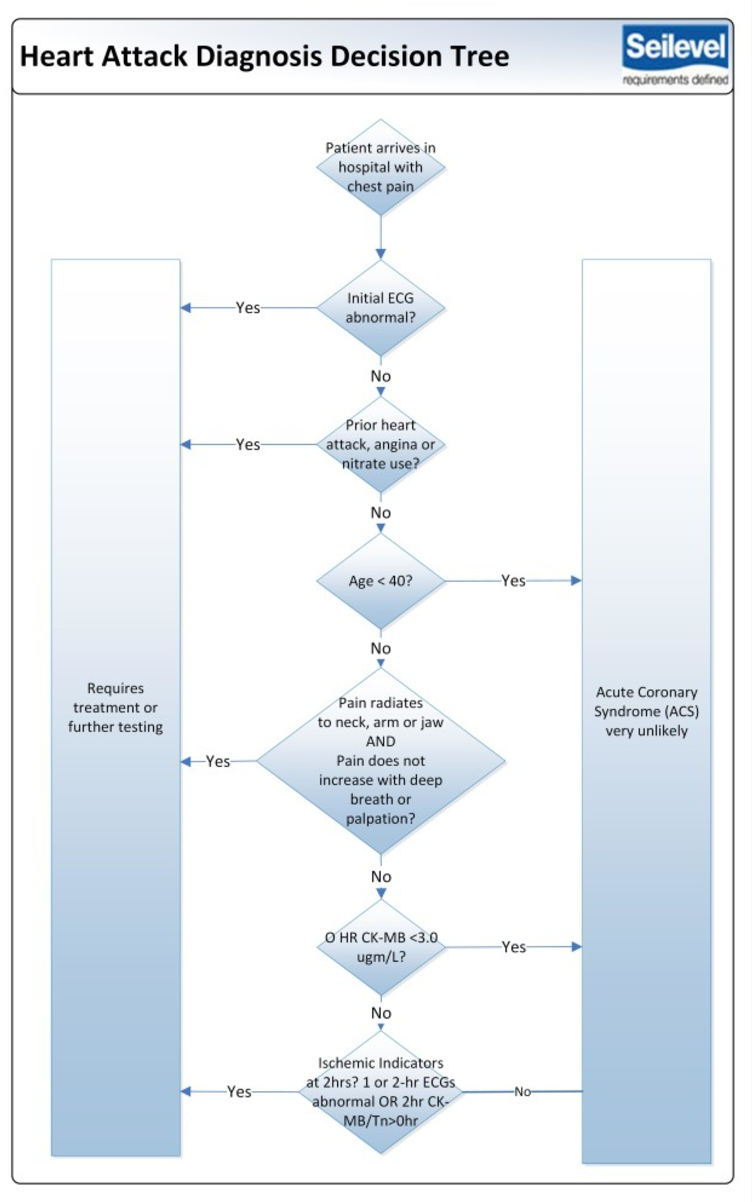 Heart Attack Diagnosis Decision Tree
Seilevel
requirements defined
Patient arrives in
hospital with
chest pain
Initial ECG
abnormal?
Yes
No
Prior heart
attack, angina or
nitrate use?
Yes
No
Age < 40?
Yes
No
Pain radiates
to neck, arm or jaw
AND
Pain does not
increase with deep
breath or
palpation?
Yes
No
O HR CK-MB <3.0
ugm/L?
Yes
No
Ischemic Indicators
at 2hrs? 1 or 2-hr ECGs
abnormal OR 2hr CK-
MB/Tn>0hr
Yes
No
Requires
treatment or
further testing
Acute Coronary
Syndrome (ACS)
very unlikely